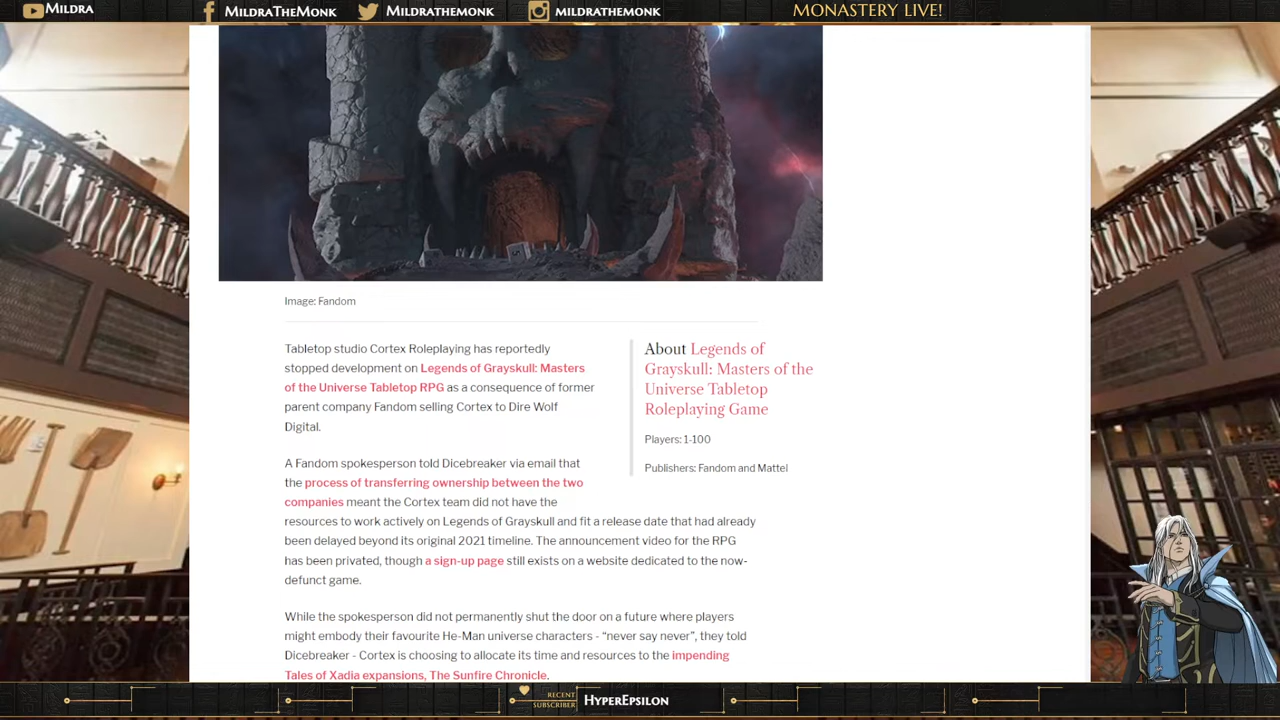 Mildra
MildraTheMonk
Mildrathemonk
mildrathemonk
MONASTERY LIVE!
Image: Fandom
Tabletop studio Cortex Roleplaying has reportedly
stopped development on Legends of Grayskull: Masters
of the Universe Tabletop RPG as a consequence of former
parent company Fandom selling Cortex to Dire Wolf
Digital.
A Fandom spokesperson told Dicebreaker via email that
the process of transferring ownership between the two
companies meant the Cortex team did not have the
resources to work actively on Legends of Grayskull and fit a release date that had already
been delayed beyond its original 2021 timeline. The announcement video for the RPG
has been privated, though a sign-up page still exists on a website dedicated to the now-
defunct game.
While the spokesperson did not permanently shut the door on a future where players
might embody their favourite He-Man universe characters - “never say never”, they told
Dicebreaker - Cortex is choosing to allocate its time and resources to the impending
Tales of Xadia expansions, The Sunfire Chronicle.
About Legends of
Grayskull: Masters of the
Universe Tabletop
Roleplaying Game
Players: 1-100
Publishers: Fandom and Mattel
RECENT
SUBSCRIBER
HyperEpsilon